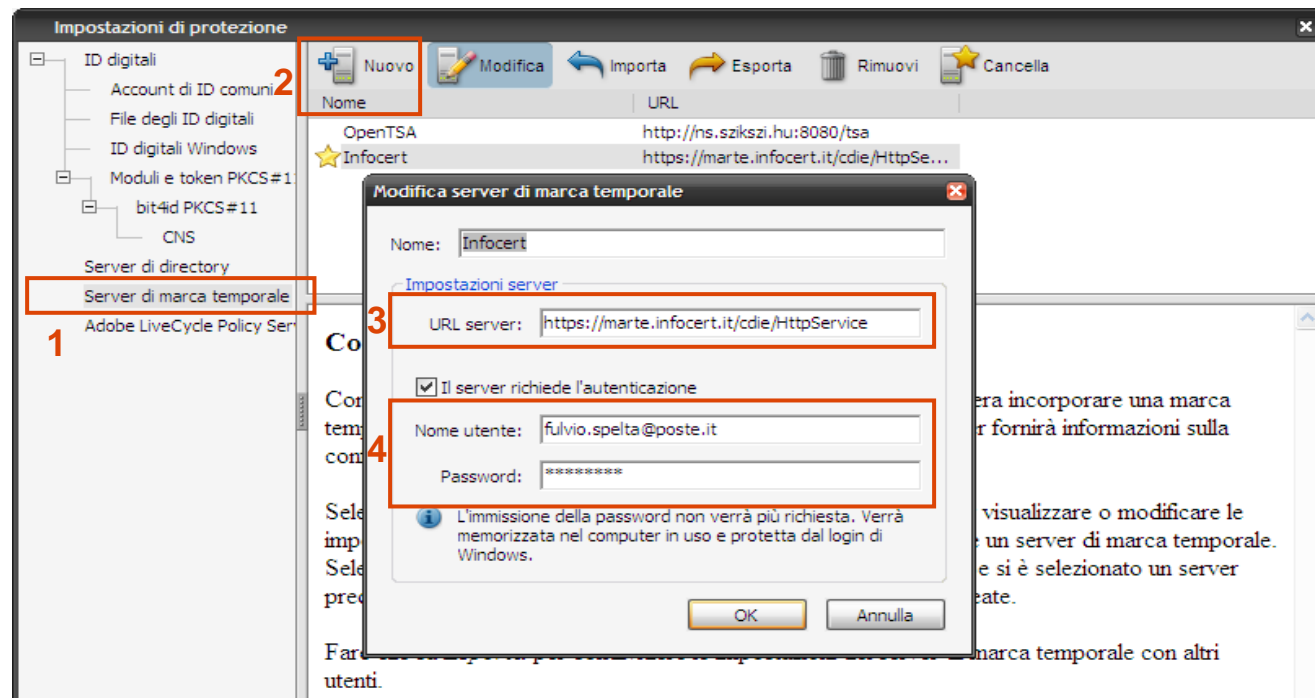 Impostazioni di protezione
ID digitali
Account di ID comuni
File degli ID digitali
ID digitali Windows
Moduli e token PKCS#11
bit4id PKCS#11
CNS
Server di directory
Server di marca temporale
Adobe LiveCycle Policy Ser
1
2
Nuovo Modifica Importa Esporta Rimuovi Cancella
Nome URL
OpenTSA http://ns.szikszi.hu:8080/tsa
Infocert https://marte.infocert.it/cdie/HttpSe...
Modifica server di marca temporale
Nome: Infocert
Impostazioni server
3
URL server: https://marte.infocert.it/cdie/HttpService
Il server richiede l'autenticazione
4
Nome utente: fulvio.spelta@poste.it
Password: ********
L'immissione della password non verrà più richiesta. Verrà
memorizzata nel computer in uso e protetta dal login di
Windows.
OK Annulla
Co
Con era incorporare una marca
tem r fornirà informazioni sulla
com
Sele visualizzare o modificare le
imp e un server di marca temporale.
Sele e si è selezionato un server
pred eate.
Fare marca temporale con altri
utenti.